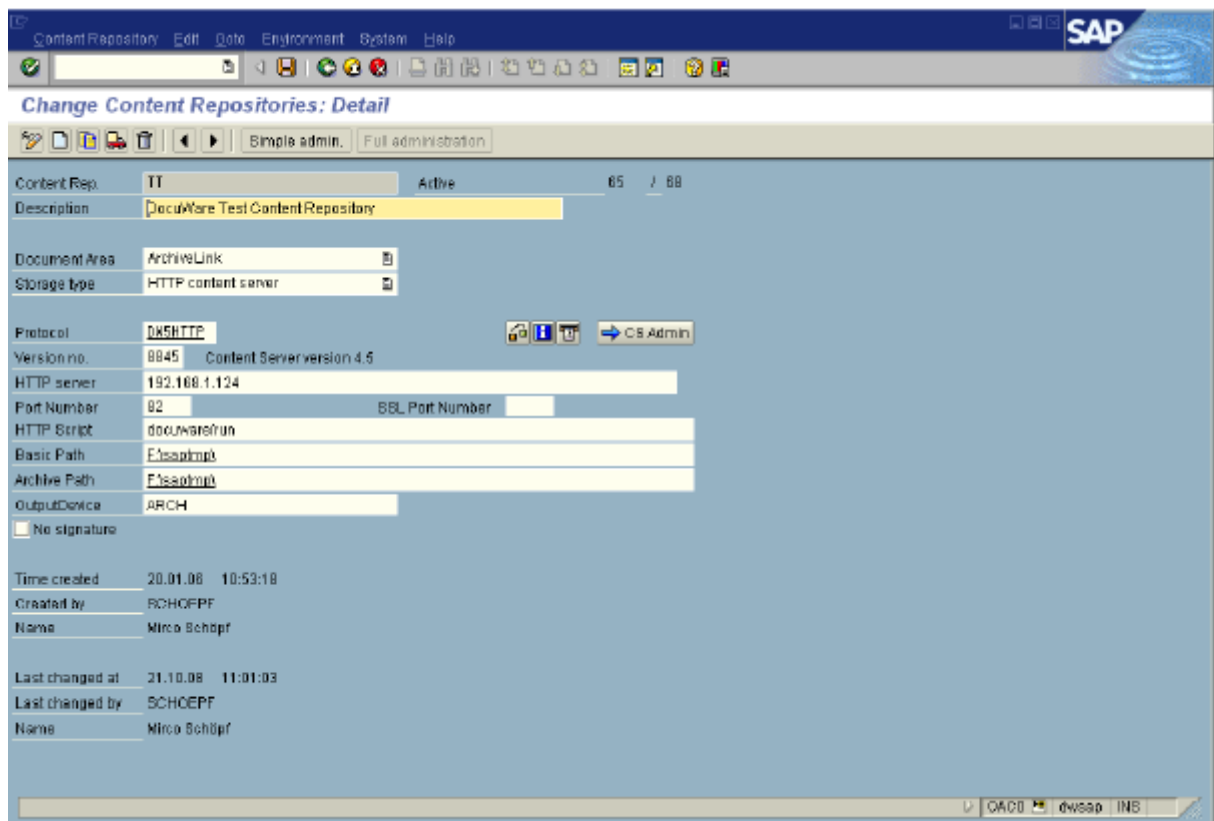 Content Repository Edit Goto Environment System Help
SAP
Change Content Repositories: Detail
Simple admin. Full administration
Content Rep. TT Active 65 / 68
Description DocuWare Test Content Repository
Document Area ArchiveLink
Storage type HTTP content server
Protocol DW5HTTP
CS Admin
Version no. 0045 Content Server version 4.5
HTTP server 192.168.1.124
Port Number 82 SSL Port Number
HTTP Script docuware/run
Basic Path F:\saptmp\
Archive Path F:\saptmp\
OutputDevice ARCH
No signature
Time created 20.01.06 10:53:18
Created by SCHOEPF
Name Mirco Schöpf
Last changed at 21.10.08 11:01:03
Last changed by SCHOEPF
Name Mirco Schöpf
OAC0 dwsap INS